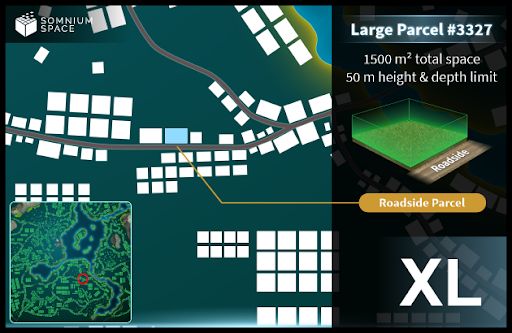 SOMNIUM
SPACE
Large Parcel #3327
1500 m² total space
50 m height & depth limit
Roadside
Roadside Parcel
XL